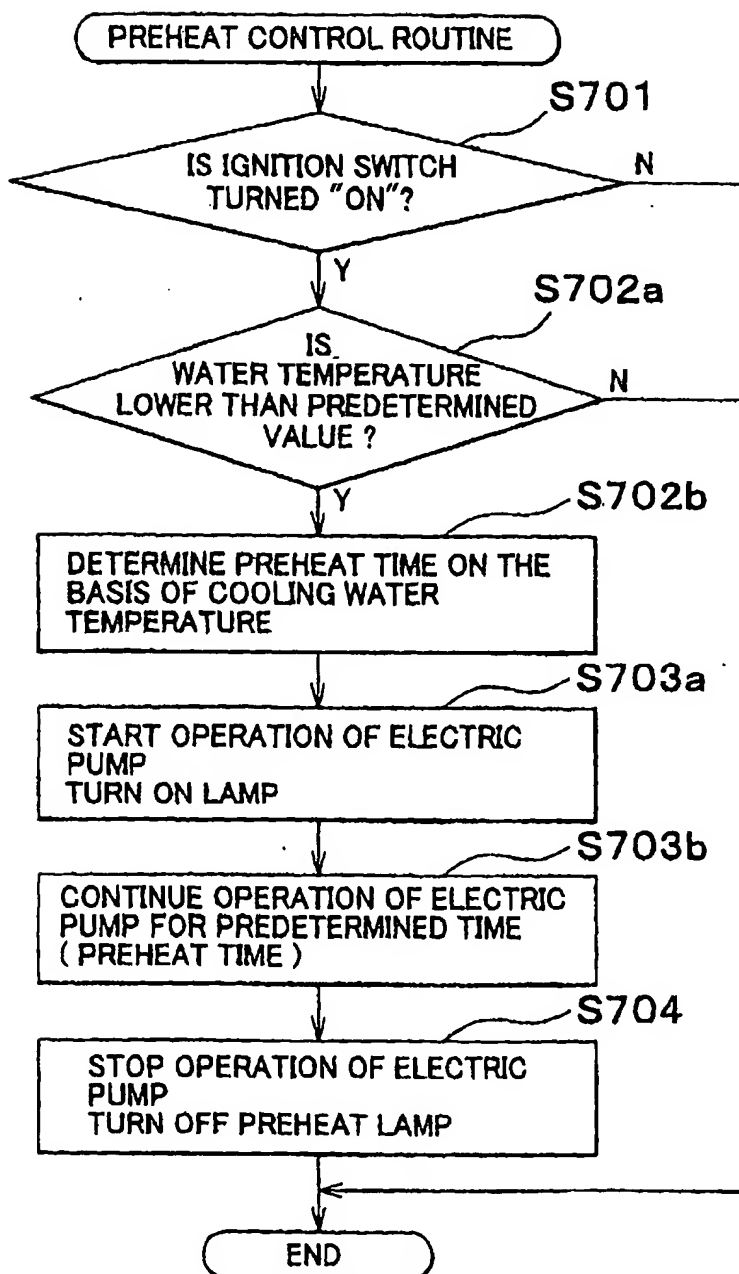 PREHEAT CONTROL ROUTINE
S701
IS IGNITION SWITCH
TURNED "ON"?
N
Y
S702a
IS
WATER TEMPERATURE
LOWER THAN PREDETERMINED
VALUE ?
N
Y
S702b
DETERMINE PREHEAT TIME ON THE
BASIS OF COOLING WATER
TEMPERATURE
S703a
START OPERATION OF ELECTRIC
PUMP
TURN ON LAMP
S703b
CONTINUE OPERATION OF ELECTRIC
PUMP FOR PREDETERMINED TIME
( PREHEAT TIME )
S704
STOP OPERATION OF ELECTRIC
PUMP
TURN OFF PREHEAT LAMP
END